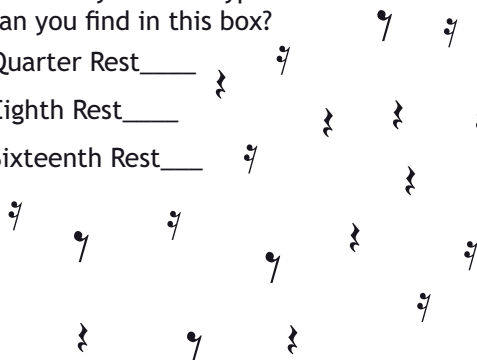 an you find in this box?
Quarter Rest____
Eighth Rest____
Sixteenth Rest___